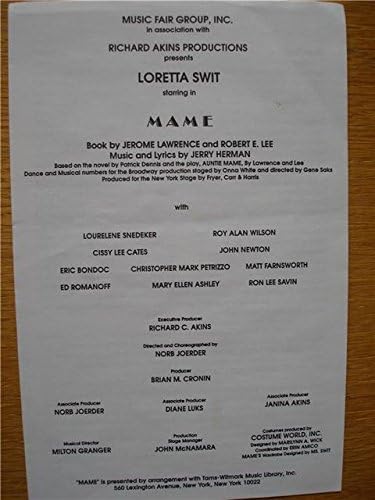 MUSIC FAIR GROUP, INC.
in association with
RICHARD AKINS PRODUCTIONS
presents
LORETTA SWIT
starring in
MAME
Book by JEROME LAWRENCE and ROBERT E. LEE
Music and Lyrics by JERRY HERMAN
Based on the novel by Patrick Dennis and the play, AUNTIE MAME, By Lawrence and Lee
Dance and Musical numbers for the Broadway production staged by Onna White and directed by Gene Saks
Produced for the New York Stage by Fryer, Carr & Harris
with
LOURELENE SNEDEKER ROY ALAN WILSON
CISSY LEE CATES JOHN NEWTON
ERIC BONDOC CHRISTOPHER MARK PETRIZZO MATT FARNSWORTH
ED ROMANOFF MARY ELLEN ASHLEY RON LEE SAVIN
Executive Producer
RICHARD C. AKINS
Directed and Choreographed by
NORB JOERDER
Producer
BRIAN M. CRONIN
Associate Producer Associate Producer Associate Producer
NORB JOERDER DIANE LUKS JANINA AKINS
Musical Director
MILTON GRANGER
Production
Stage Manager
JOHN McNAMARA
Costumes produced by
COSTUME WORLD, INC.
Designed by MARILYNN A. WICK
Coordinated by ERIN AMICO
MAME's Wardrobe Designed by MS. SWIT
"MAME" is presented by arrangement with Tams-Witmark Music Library, Inc.
560 Lexington Avenue, New York, New York 10022